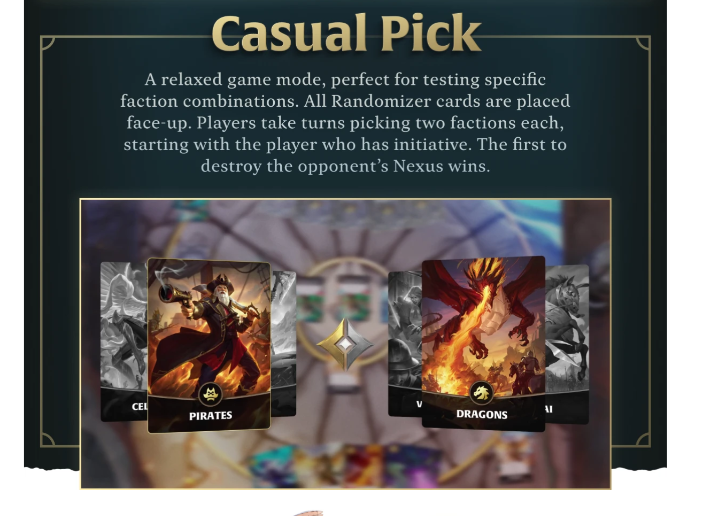 Casual Pick
A relaxed game mode, perfect for testing specific
faction combinations. All Randomizer cards are placed
face-up. Players take turns picking two factions each,
starting with the player who has initiative. The first to
destroy the opponent's Nexus wins.
CEL
PIRATES
DRAGONS
AI